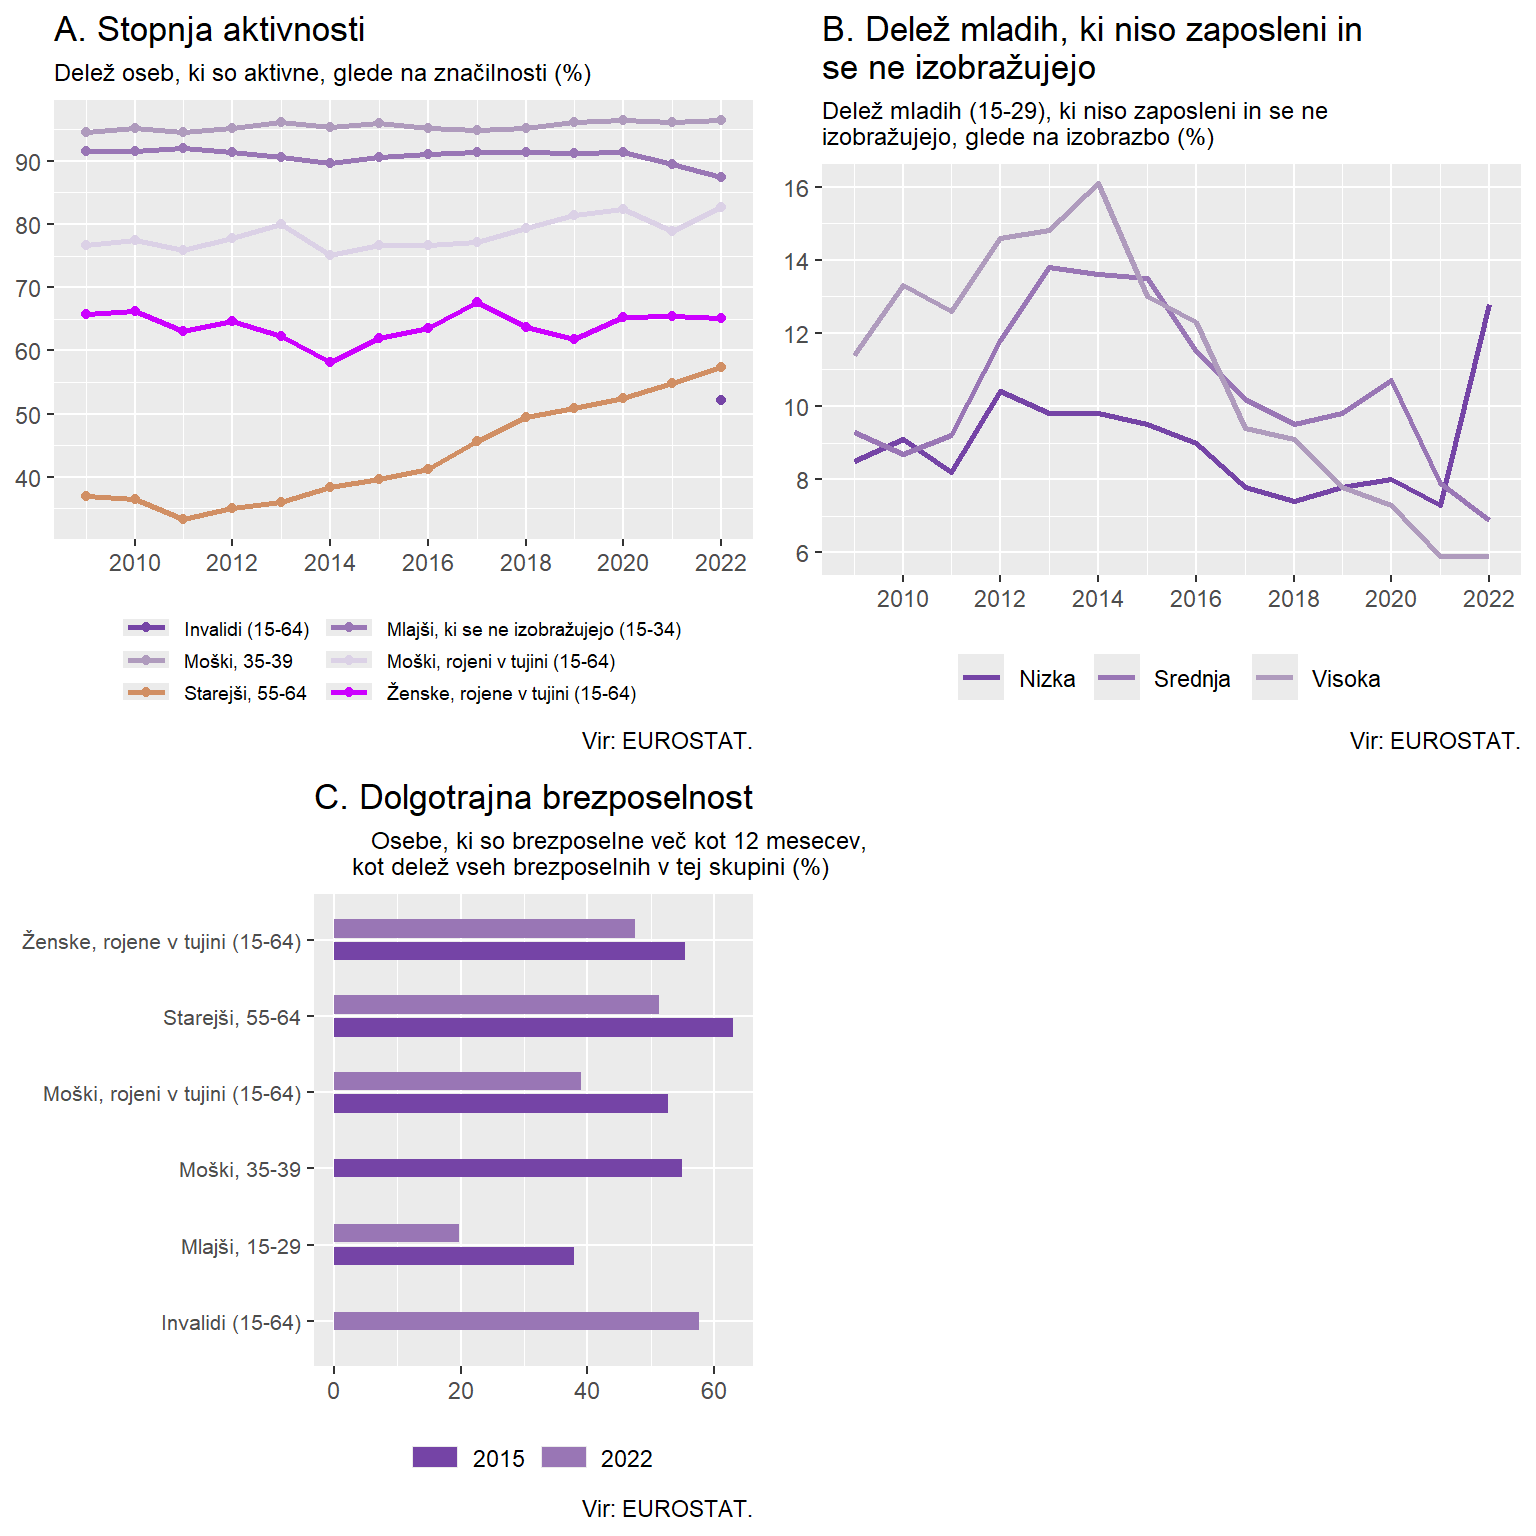 A. Stopnja aktivnosti
Delež oseb, ki so aktivne, glede na značilnosti (%)
90
80
70
60
50
40
2010 2012 2014 2016 2018 2020 2022
Invalidi (15-64) Mlajši, ki se ne izobražujejo (15-34)
Moški, 35-39 Moški, rojeni v tujini (15-64)
Starejši, 55-64 Ženske, rojene v tujini (15-64)
Vir: EUROSTAT.
B. Delež mladih, ki niso zaposleni in
se ne izobražujejo
Delež mladih (15-29), ki niso zaposleni in se ne
izobražujejo, glede na izobrazbo (%)
16
14
12
10
8
6
2010 2012 2014 2016 2018 2020 2022
Nizka Srednja Visoka
Vir: EUROSTAT.
C. Dolgotrajna brezposelnost
Osebe, ki so brezposelne več kot 12 mesecev,
kot delež vseh brezposelnih v tej skupini (%)
Ženske, rojene v tujini (15-64)
Starejši, 55-64
Moški, rojeni v tujini (15-64)
Moški, 35-39
Mlajši, 15-29
Invalidi (15-64)
0 20 40 60
2015 2022
Vir: EUROSTAT.